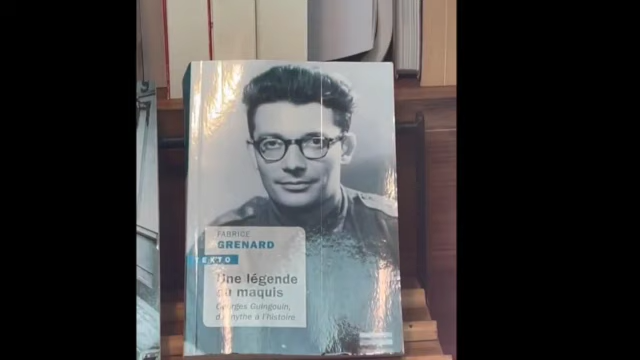 FABRICE
GRENARD
TEXTO
Une légende
du maquis
Georges Guingouin,
du mythe à l'histoire